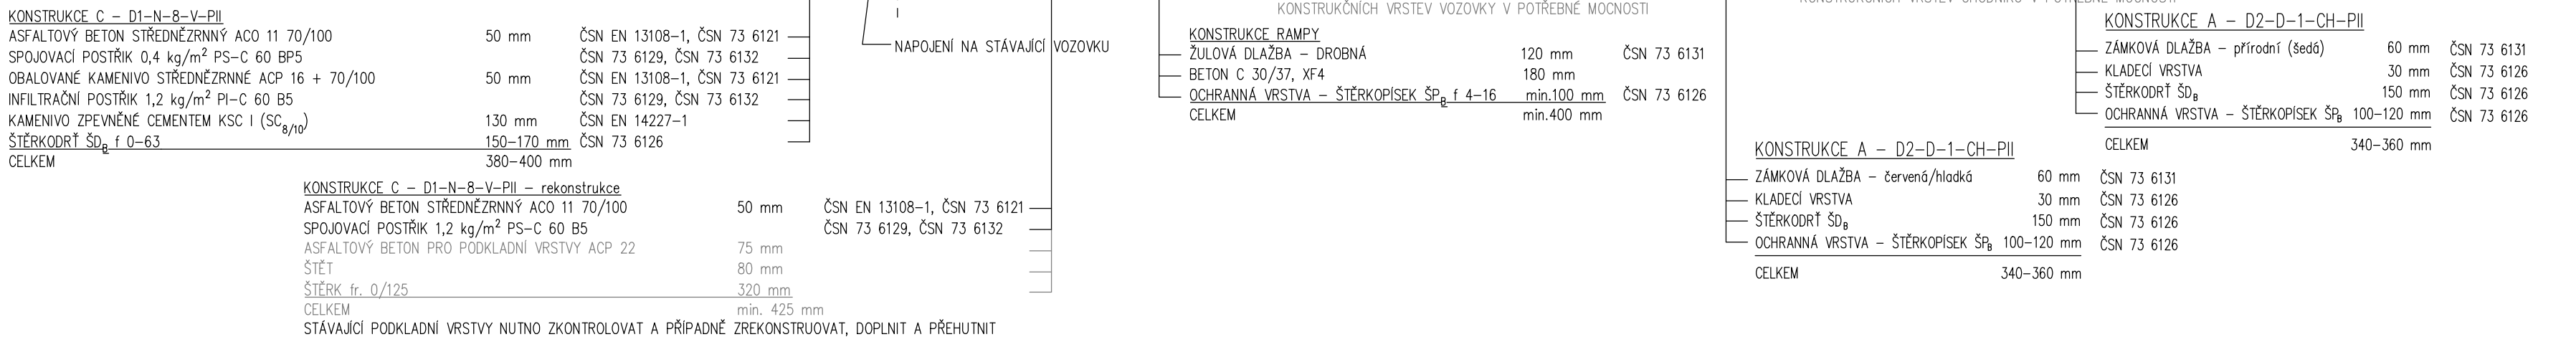 KONSTRUKCE C – D1–N–8–V–PII
ASFALTOVÝ BETON STŘEDNĚZRNNÝ ACO 11 70/100 50 mm ČSN EN 13108–1, ČSN 73 6121
SPOJOVACÍ POSTŘIK 0,4 kg/m² PS–C 60 BP5 ČSN 73 6129, ČSN 73 6132
OBALOVANÉ KAMENIVO STŘEDNĚZRNNÉ ACP 16 + 70/100 50 mm ČSN EN 13108–1, ČSN 73 6121
INFILTRAČNÍ POSTŘIK 1,2 kg/m² PI–C 60 B5 ČSN 73 6129, ČSN 73 6132
KAMENIVO ZPEVNĚNÉ CEMENTEM KSC I (SC8/10) 130 mm ČSN EN 14227–1
ŠTĚRKODRŤ ŠDB f 0–63 150–170 mm ČSN 73 6126
CELKEM 380–400 mm
NAPOJENÍ NA STÁVAJÍCÍ VOZOVKU
KONSTRUKCE C – D1–N–8–V–PII – rekonstrukce
ASFALTOVÝ BETON STŘEDNĚZRNNÝ ACO 11 70/100 50 mm ČSN EN 13108–1, ČSN 73 6121
SPOJOVACÍ POSTŘIK 1,2 kg/m² PS–C 60 B5 ČSN 73 6129, ČSN 73 6132
ASFALTOVÝ BETON PRO PODKLADNÍ VRSTVY ACP 22 75 mm
ŠTĚT 80 mm
ŠTĚRK fr. 0/125 320 mm
CELKEM min. 425 mm
STÁVAJÍCÍ PODKLADNÍ VRSTVY NUTNO ZKONTROLOVAT A PŘÍPADNĚ ZREKONSTRUOVAT, DOPLNIT A PŘEHUTNIT
KONSTRUKČNÍCH VRSTEV VOZOVKY V POTŘEBNÉ MOCNOSTI
KONSTRUKCE RAMPY
ŽULOVÁ DLAŽBA – DROBNÁ 120 mm ČSN 73 6131
BETON C 30/37, XF4 180 mm
OCHRANNÁ VRSTVA – ŠTĚRKOPÍSEK ŠPB f 4–16 min.100 mm ČSN 73 6126
CELKEM min.400 mm
KONSTRUKČNÍCH VRSTEV CHODNÍKU V POTŘEBNÉ MOCNOSTI
KONSTRUKCE A – D2–D–1–CH–PII
ZÁMKOVÁ DLAŽBA – přírodní (šedá) 60 mm ČSN 73 6131
KLADECÍ VRSTVA 30 mm ČSN 73 6126
ŠTĚRKODRŤ ŠDB 150 mm ČSN 73 6126
OCHRANNÁ VRSTVA – ŠTĚRKOPÍSEK ŠPB 100–120 mm ČSN 73 6126
CELKEM 340–360 mm
KONSTRUKCE A – D2–D–1–CH–PII
ZÁMKOVÁ DLAŽBA – červená/hladká 60 mm ČSN 73 6131
KLADECÍ VRSTVA 30 mm ČSN 73 6126
ŠTĚRKODRŤ ŠDB 150 mm ČSN 73 6126
OCHRANNÁ VRSTVA – ŠTĚRKOPÍSEK ŠPB 100–120 mm ČSN 73 6126
CELKEM 340–360 mm